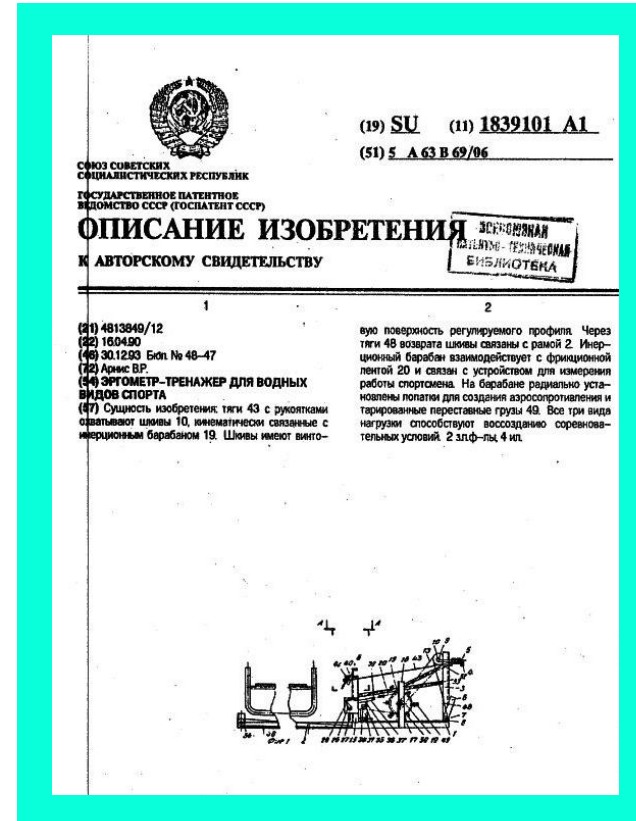 (19) SU (11) 1839101 A1
(51) 5 A 63 B 69/06
СОЮЗ СОВЕТСКИХ
СОЦИАЛИСТИЧЕСКИХ РЕСПУБЛИК
ГОСУДАРСТВЕННОЕ ПАТЕНТНОЕ
ВЕДОМСТВО СССР (ГОСПАТЕНТ СССР)
ОПИСАНИЕ ИЗОБРЕТЕНИЯ
К АВТОРСКОМУ СВИДЕТЕЛЬСТВУ
БИБЛИОТЕКА
1
(21) 4813849/12
(22) 16.04.90
(46) 30.12.93 Бюл. № 48-47
(72) Арнис В.Р.
(54) ЭРГОМЕТР-ТРЕНАЖЕР ДЛЯ ВОДНЫХ
ВИДОВ СПОРТА
(57) Сущность изобретения: тяги 43 с рукоятками
охватывают шкивы 10, кинематически связанные с
инерционным барабаном 19. Шкивы имеют винто-
2
вую поверхность регулируемого профиля. Через
тяги 48 возврата шкивы связаны с рамой 2. Инер-
ционный барабан взаимодействует с фрикционной
лентой 20 и связан с устройством для измерения
работы спортсмена. На барабане радиально уста-
новлены лопатки для создания аэросопротивления и
тарированные переставные грузы 49. Все три вида
нагрузки способствуют воссозданию соревнова-
тельных условий. 2 з.п.ф-лы, 4 ил.